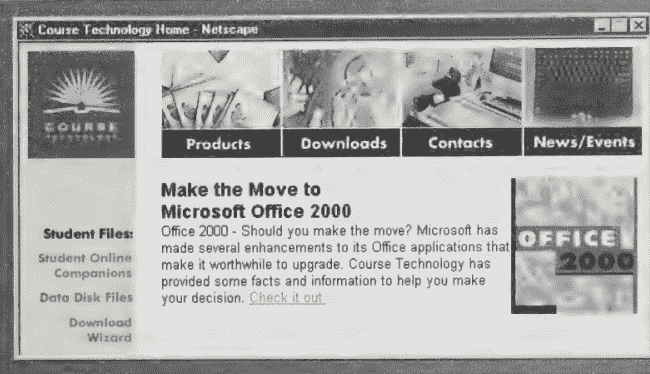 Course Technology Home - Netscape
COURSE
TECHNOLOGY
Products
Downloads
Contacts
News/Events
Make the Move to
Microsoft Office 2000
Office 2000 - Should you make the move? Microsoft has
made several enhancements to its Office applications that
make it worthwhile to upgrade. Course Technology has
provided some facts and information to help you make
your decision. Check it out
OFFICE
2000
Student Files:
Student Online
Companions
Data Disk Files
Download
Wizard